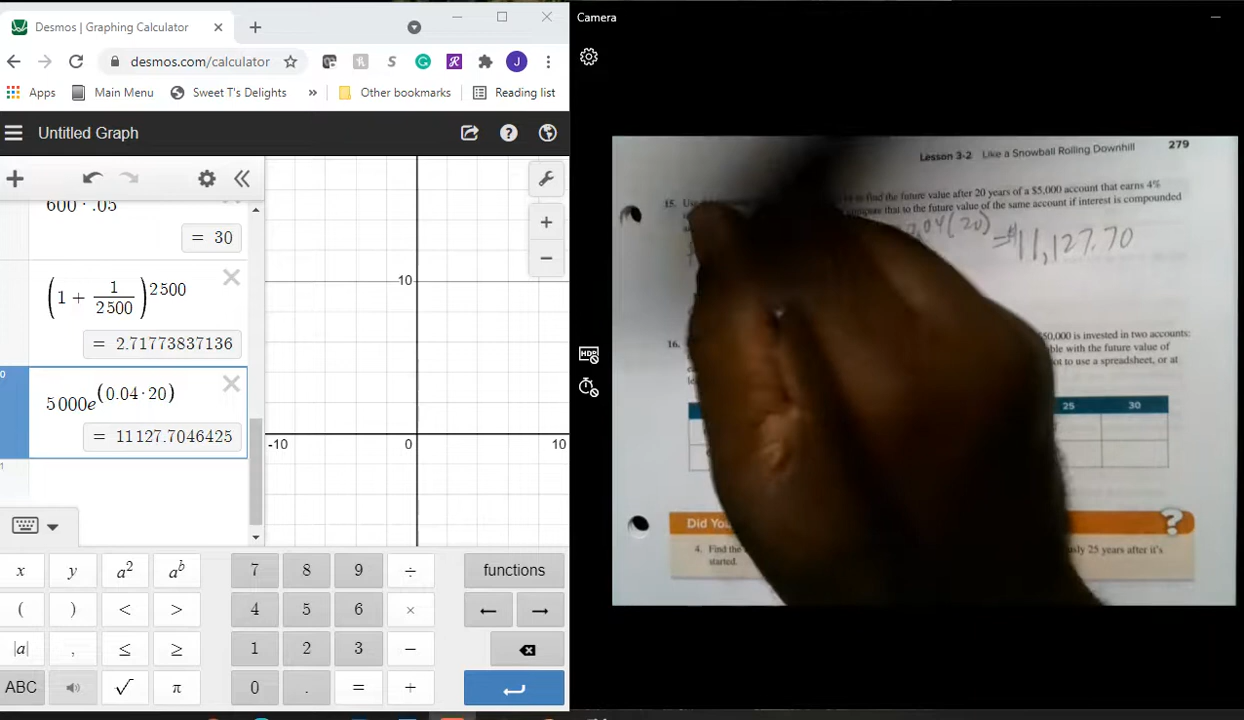 Desmos | Graphing Calculator
desmos.com/calculator
Apps Main Menu Sweet T's Delights » Other bookmarks Reading list
Untitled Graph
600 · .05
= 30
(1 + 1/2500)^2500
= 2.71773837136
5000e^(0.04·20)
= 11127.7046425
10
-10 0 10
x y a² aᵇ 7 8 9 ÷ functions
( ) < > 4 5 6 × ← →
|a| , ≤ ≥ 1 2 3 −
ABC √ π 0 . = +
Camera
Lesson 3-2 Like a Snowball Rolling Downhill 279
15. to find the future value after 20 years of a $5,000 account that earns 4%
that to the future value of the same account if interest is compounded
.04(20) =$11,127.70
16. $50,000 is invested in two accounts:
with the future value of
not to use a spreadsheet, or at
25 30
Did You
4. Find the 25 years after it's
started.